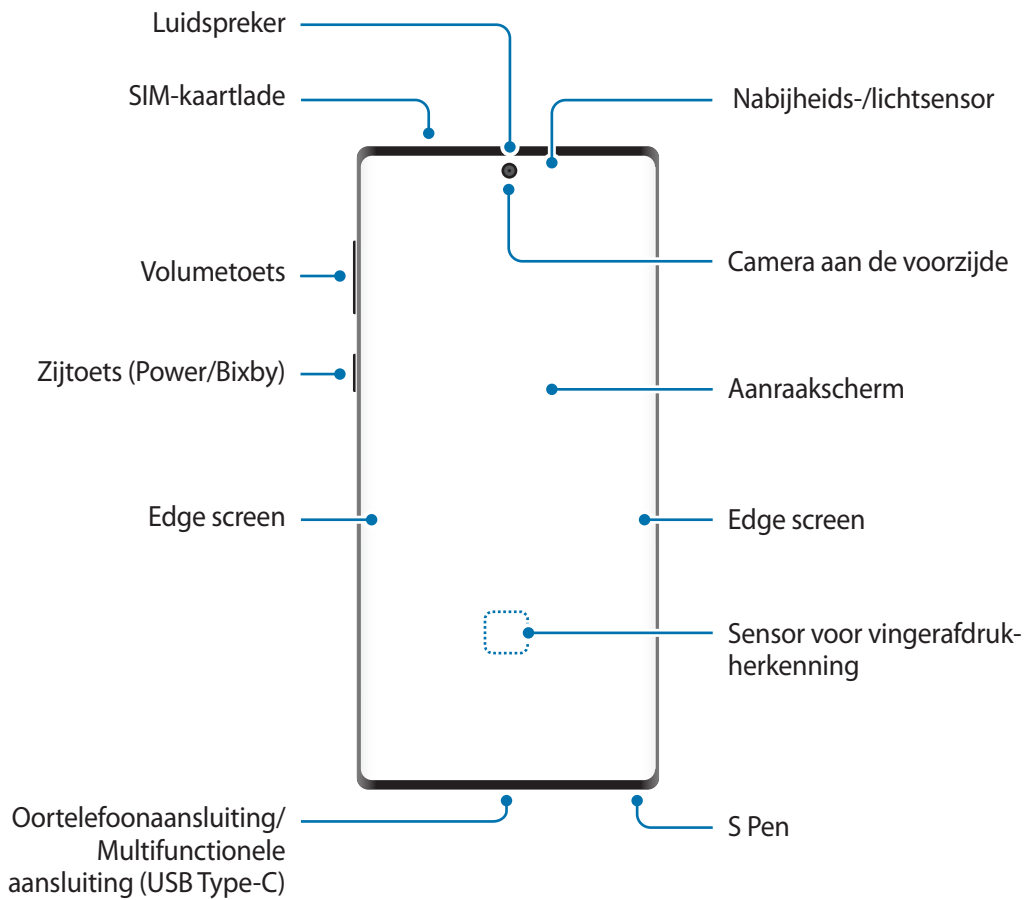 Luidspreker
SIM-kaartlade
Nabijheids-/lichtsensor
Volumetoets
Camera aan de voorzijde
Zijtoets (Power/Bixby)
Aanraakscherm
Edge screen
Edge screen
Sensor voor vingerafdruk-
herkenning
Oortelefoonaansluiting/
Multifunctionele
aansluiting (USB Type-C)
S Pen